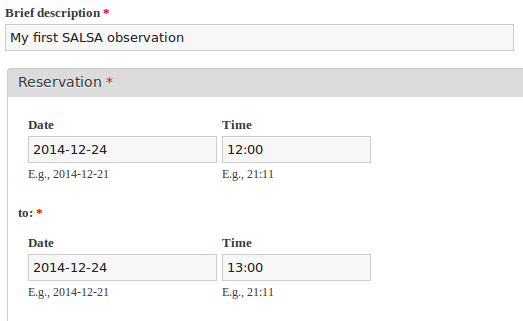 Brief description *
My first SALSA observation
Reservation *
Date Time
2014-12-24 12:00
E.g., 2014-12-21 E.g., 21:11
to: *
Date Time
2014-12-24 13:00
E.g., 2014-12-21 E.g., 21:11